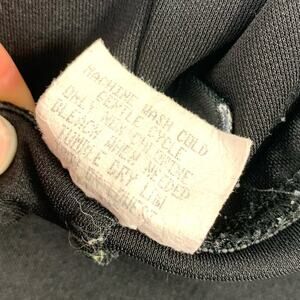 MACHINE WASH COLD
GENTLE CYCLE
ONLY NON CHLORINE
BLEACH WHEN NEEDED
TUMBLE DRY LOW